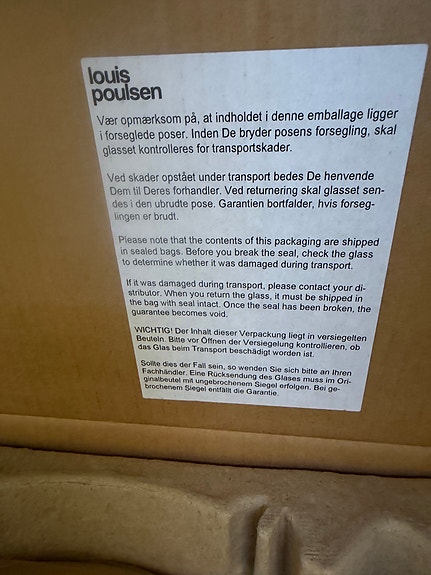 louis
poulsen
Vær opmærksom på, at indholdet i denne emballage ligger
i forseglede poser. Inden De bryder posens forsegling, skal
glasset kontrolleres for transportskader.
Ved skader opstået under transport bedes De henvende
Dem til Deres forhandler. Ved returnering skal glasset sen-
des i den ubrudte pose. Garantien bortfalder, hvis forseg-
lingen er brudt.
Please note that the contents of this packaging are shipped
in sealed bags. Before you break the seal, check the glass
to determine whether it was damaged during transport.
If it was damaged during transport, please contact your di-
stributor. When you return the glass, it must be shipped in
the bag with seal intact. Once the seal has been broken, the
guarantee becomes void.
WICHTIG! Der Inhalt dieser Verpackung liegt in versiegelten
Beuteln. Bitte vor Öffnen der Versiegelung kontrollieren, ob
das Glas beim Transport beschädigt worden ist.
Sollte dies der Fall sein, so wenden Sie sich bitte an Ihren
Fachhändler. Eine Rücksendung des Glases muss im Ori-
ginalbeutel mit ungebrochenem Siegel erfolgen. Bei ge-
brochenem Siegel entfällt die Garantie.